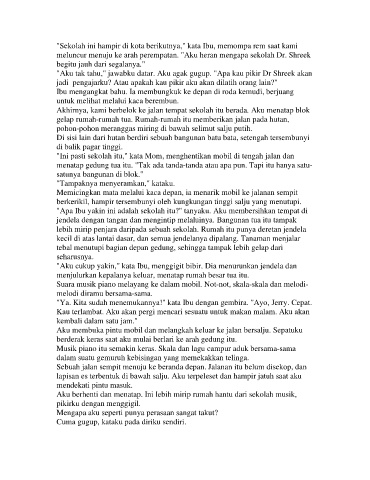 "Sekolah ini hampir di kota berikutnya," kata Ibu, memompa rem saat kami
meluncur menuju ke arah perempatan. "Aku heran mengapa sekolah Dr. Shreek
begitu jauh dari segalanya."
"Aku tak tahu," jawabku datar. Aku agak gugup. "Apa kau pikir Dr Shreek akan
jadi  pengajarku? Atau apakah kau pikir aku akan dilatih orang lain?"
Ibu mengangkat bahu. Ia membungkuk ke depan di roda kemudi, berjuang
untuk melihat melalui kaca berembun.
Akhirnya, kami berbelok ke jalan tempat sekolah itu berada. Aku menatap blok
gelap rumah-rumah tua. Rumah-rumah itu memberikan jalan pada hutan,
pohon-pohon meranggas miring di bawah selimut salju putih.
Di sisi lain dari hutan berdiri sebuah bangunan batu bata, setengah tersembunyi
di balik pagar tinggi.
"Ini pasti sekolah itu," kata Mom, menghentikan mobil di tengah jalan dan
menatap gedung tua itu. "Tak ada tanda-tanda atau apa pun. Tapi itu hanya satu-
satunya bangunan di blok."
"Tampaknya menyeramkan," kataku.
Memicingkan mata melalui kaca depan, ia menarik mobil ke jalanan sempit
berkerikil, hampir tersembunyi oleh kungkungan tinggi salju yang menutupi.
"Apa Ibu yakin ini adalah sekolah itu?" tanyaku. Aku membersihkan tempat di
jendela dengan tangan dan mengintip melaluinya. Bangunan tua itu tampak
lebih mirip penjara daripada sebuah sekolah. Rumah itu punya deretan jendela
kecil di atas lantai dasar, dan semua jendelanya dipalang. Tanaman menjalar
tebal menutupi bagian depan gedung, sehingga tampak lebih gelap dari
seharusnya.
"Aku cukup yakin," kata Ibu, menggigit bibir. Dia menurunkan jendela dan
menjulurkan kepalanya keluar, menatap rumah besar tua itu.
Suara musik piano melayang ke dalam mobil. Not-not, skala-skala dan melodi-
melodi diramu bersama-sama.
"Ya. Kita sudah menemukannya!" kata Ibu dengan gembira. "Ayo, Jerry. Cepat.
Kau terlambat. Aku akan pergi mencari sesuatu untuk makan malam. Aku akan
kembali dalam satu jam."
Aku membuka pintu mobil dan melangkah keluar ke jalan bersalju. Sepatuku
berderak keras saat aku mulai berlari ke arah gedung itu.
Musik piano itu semakin keras. Skala dan lagu campur aduk bersama-sama
dalam suatu gemuruh kebisingan yang memekakkan telinga.
Sebuah jalan sempit menuju ke beranda depan. Jalanan itu belum disekop, dan
lapisan es terbentuk di bawah salju. Aku terpeleset dan hampir jatuh saat aku
mendekati pintu masuk.
Aku berhenti dan menatap. Ini lebih mirip rumah hantu dari sekolah musik,
pikirku dengan menggigil.
Mengapa aku seperti punya perasaan sangat takut?
Cuma gugup, kataku pada diriku sendiri.